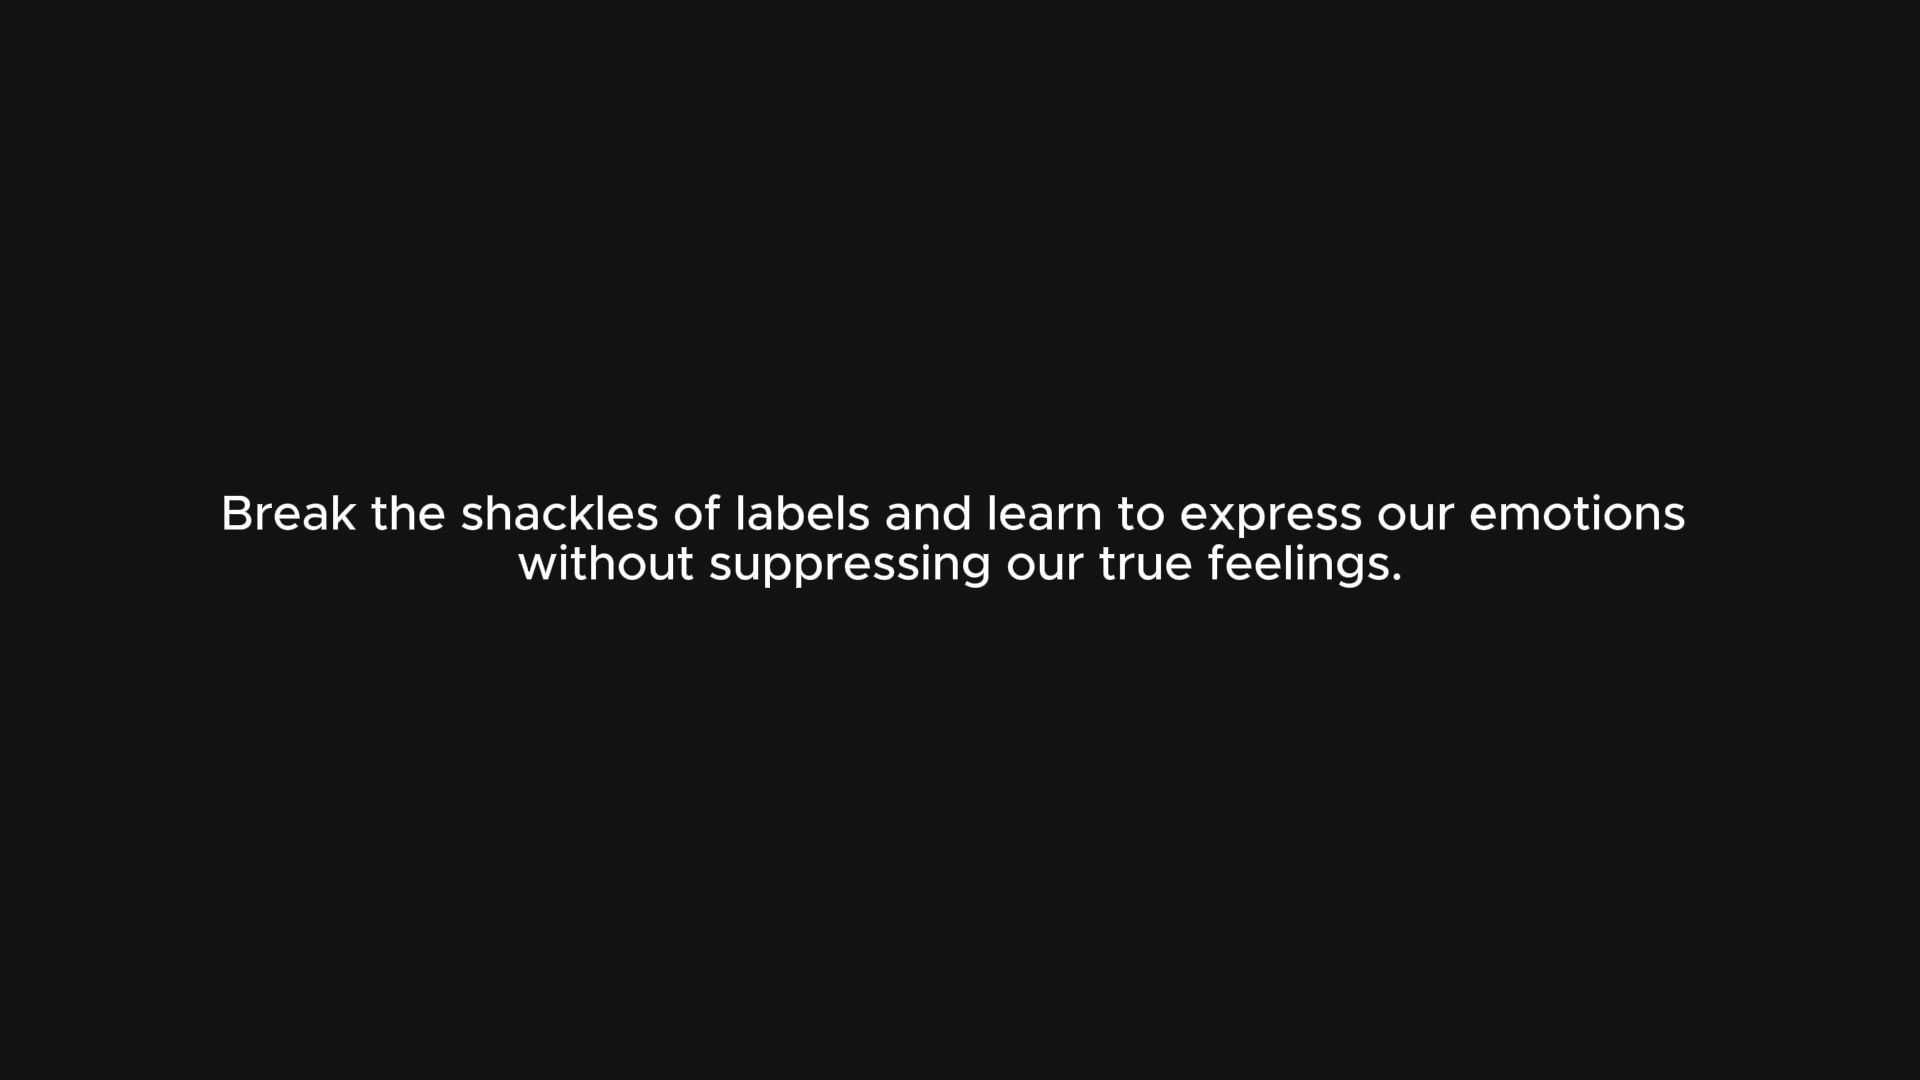 Break the shackles of labels and learn to express our emotions
without suppressing our true feelings.